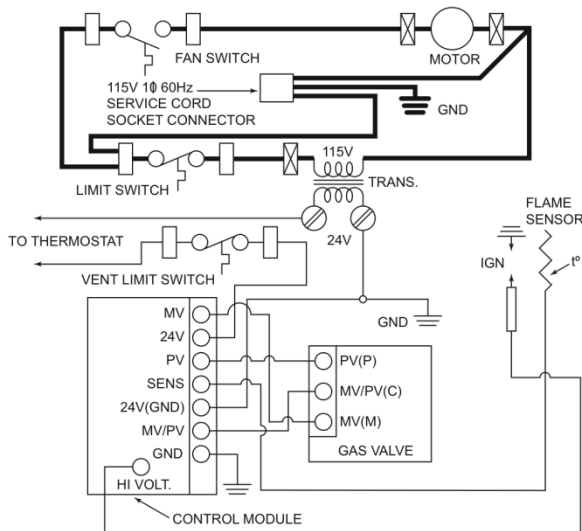 FAN SWITCH
MOTOR
115V 1ϕ 60Hz
SERVICE CORD
SOCKET CONNECTOR
GND
115V
LIMIT SWITCH
TRANS.
FLAME
SENSOR
24V
TO THERMOSTAT
IGN
t°
VENT LIMIT SWITCH
MV
GND
24V
PV
PV(P)
SENS
MV/PV(C)
24V(GND)
MV/PV
MV(M)
GND
GAS VALVE
HI VOLT.
CONTROL MODULE